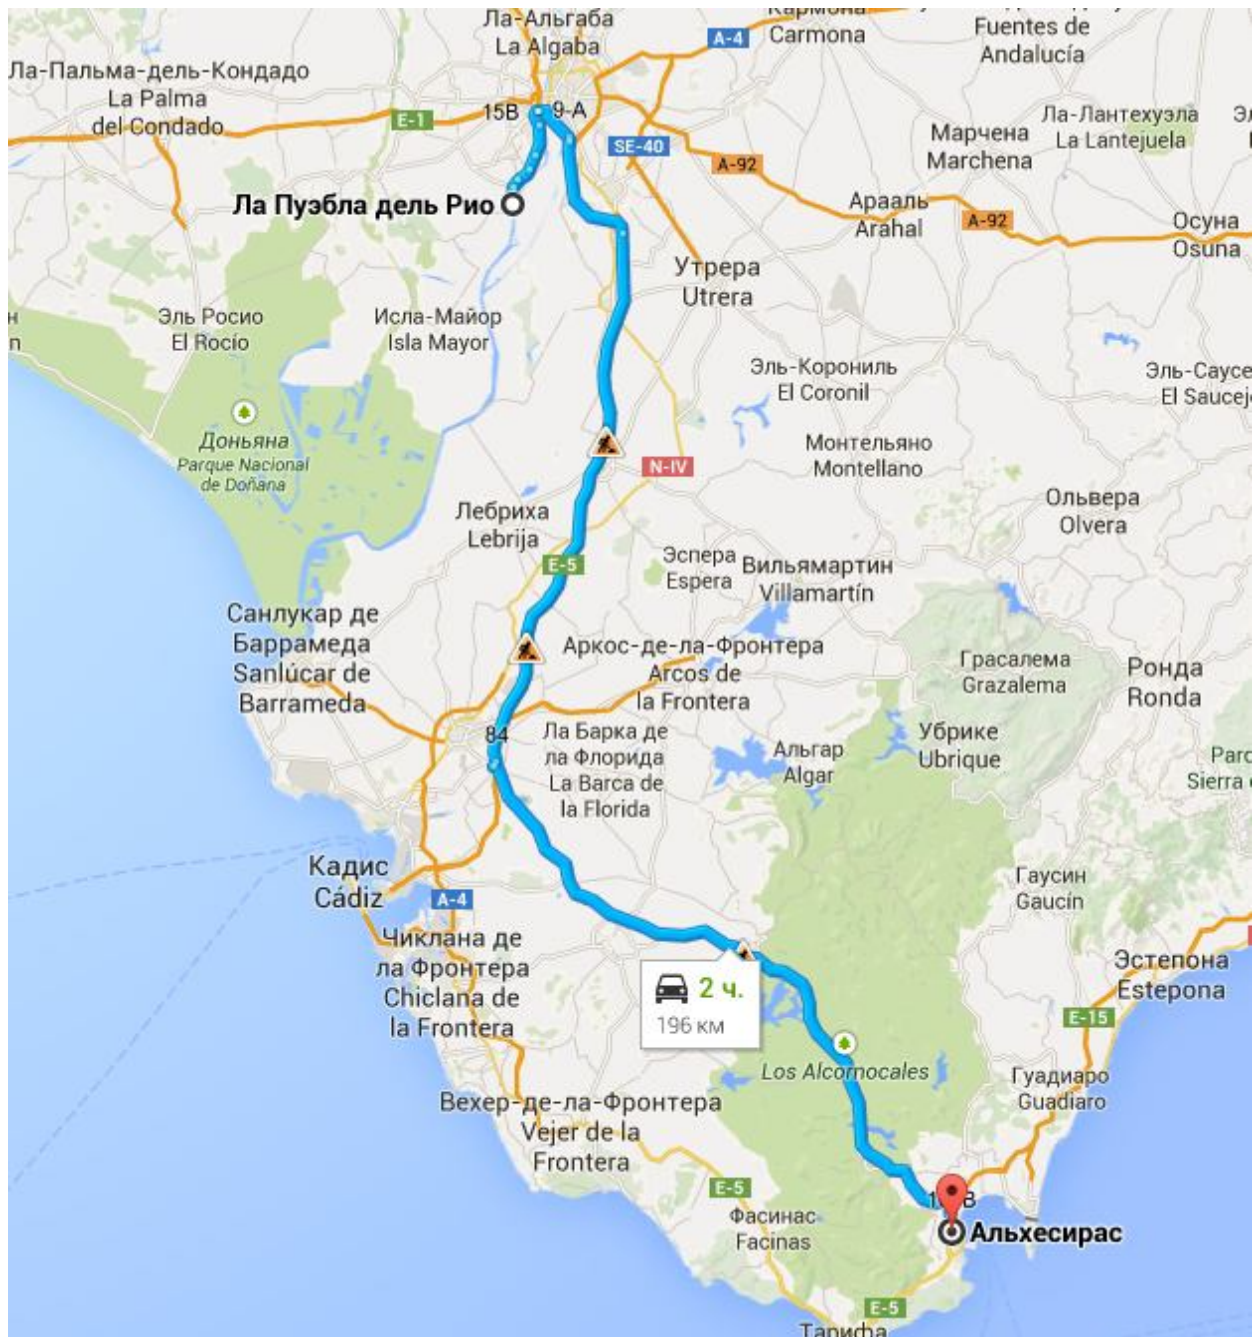 Ла-Альгаба
La Algaba
A-4
Кармона
Carmona
Fuentes de
Andalucía
Ла-Пальма-дель-Кондадо
La Palma
del Condado
E-1
15B
9-A
SE-40
A-92
Марчена
Marchena
Ла-Лантехуэла
La Lantejuela
Ла Пуэбла дель Рио
Арааль
Arahal
A-92
Осуна
Osuna
Утрера
Utrera
Эль Росио
El Rocío
Исла-Майор
Isla Mayor
Эль-Корониль
El Coronil
Эль-Саусе
El Saucej
Доньяна
Parque Nacional
de Doñana
Монтельяно
Montellano
N-IV
Лебриха
Lebrija
Ольвера
Olvera
E-5
Эспера
Espera
Вильямартин
Villamartín
Санлукар де
Баррамеда
Sanlúcar de
Barrameda
Аркос-де-ла-Фронтера
Arcos de
la Frontera
Грасалема
Grazalema
Ронда
Ronda
84
Ла Барка де
ла Флорида
La Barca de
la Florida
Альгар
Algar
Убрике
Ubrique
Parc
Sierra
Кадис
Cádiz
A-4
Гаусин
Gaucín
Чиклана де
ла Фронтера
Chiclana de
la Frontera
2 ч.
196 км
Эстепона
Estepona
E-15
Los Alcornocales
Гуадиаро
Guadiaro
Вехер-де-ла-Фронтера
Vejer de la
Frontera
E-5
Фасинас
Facinas
Альхесирас
E-5
Тарифа